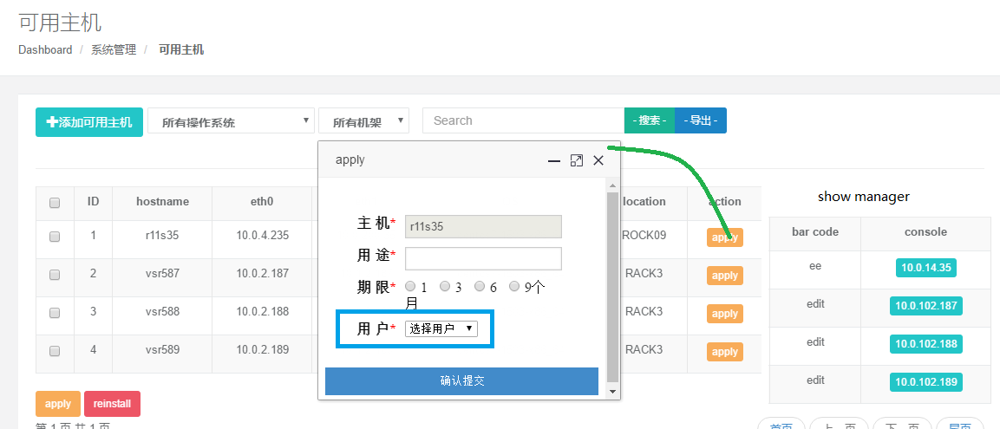 可用主机
Dashboard / 系统管理 / 可用主机
✚添加可用主机 所有操作系统 所有机架 Search - 搜索 - - 导出 -
apply
show manager
ID hostname eth0 location action
bar code console
1 r11s35 10.0.4.235 ROCK09 apply
ee 10.0.14.35
2 vsr587 10.0.2.187 RACK3 apply
edit 10.0.102.187
3 vsr588 10.0.2.188 RACK3 apply
edit 10.0.102.188
4 vsr589 10.0.2.189 RACK3 apply
edit 10.0.102.189
主 机* r11s35
用 途*
期 限* 1 3 6 9个
月
用 户* 选择用户
确认提交
apply reinstall
第 1 页 共 1 页
首页 上一页 下一页 尾页